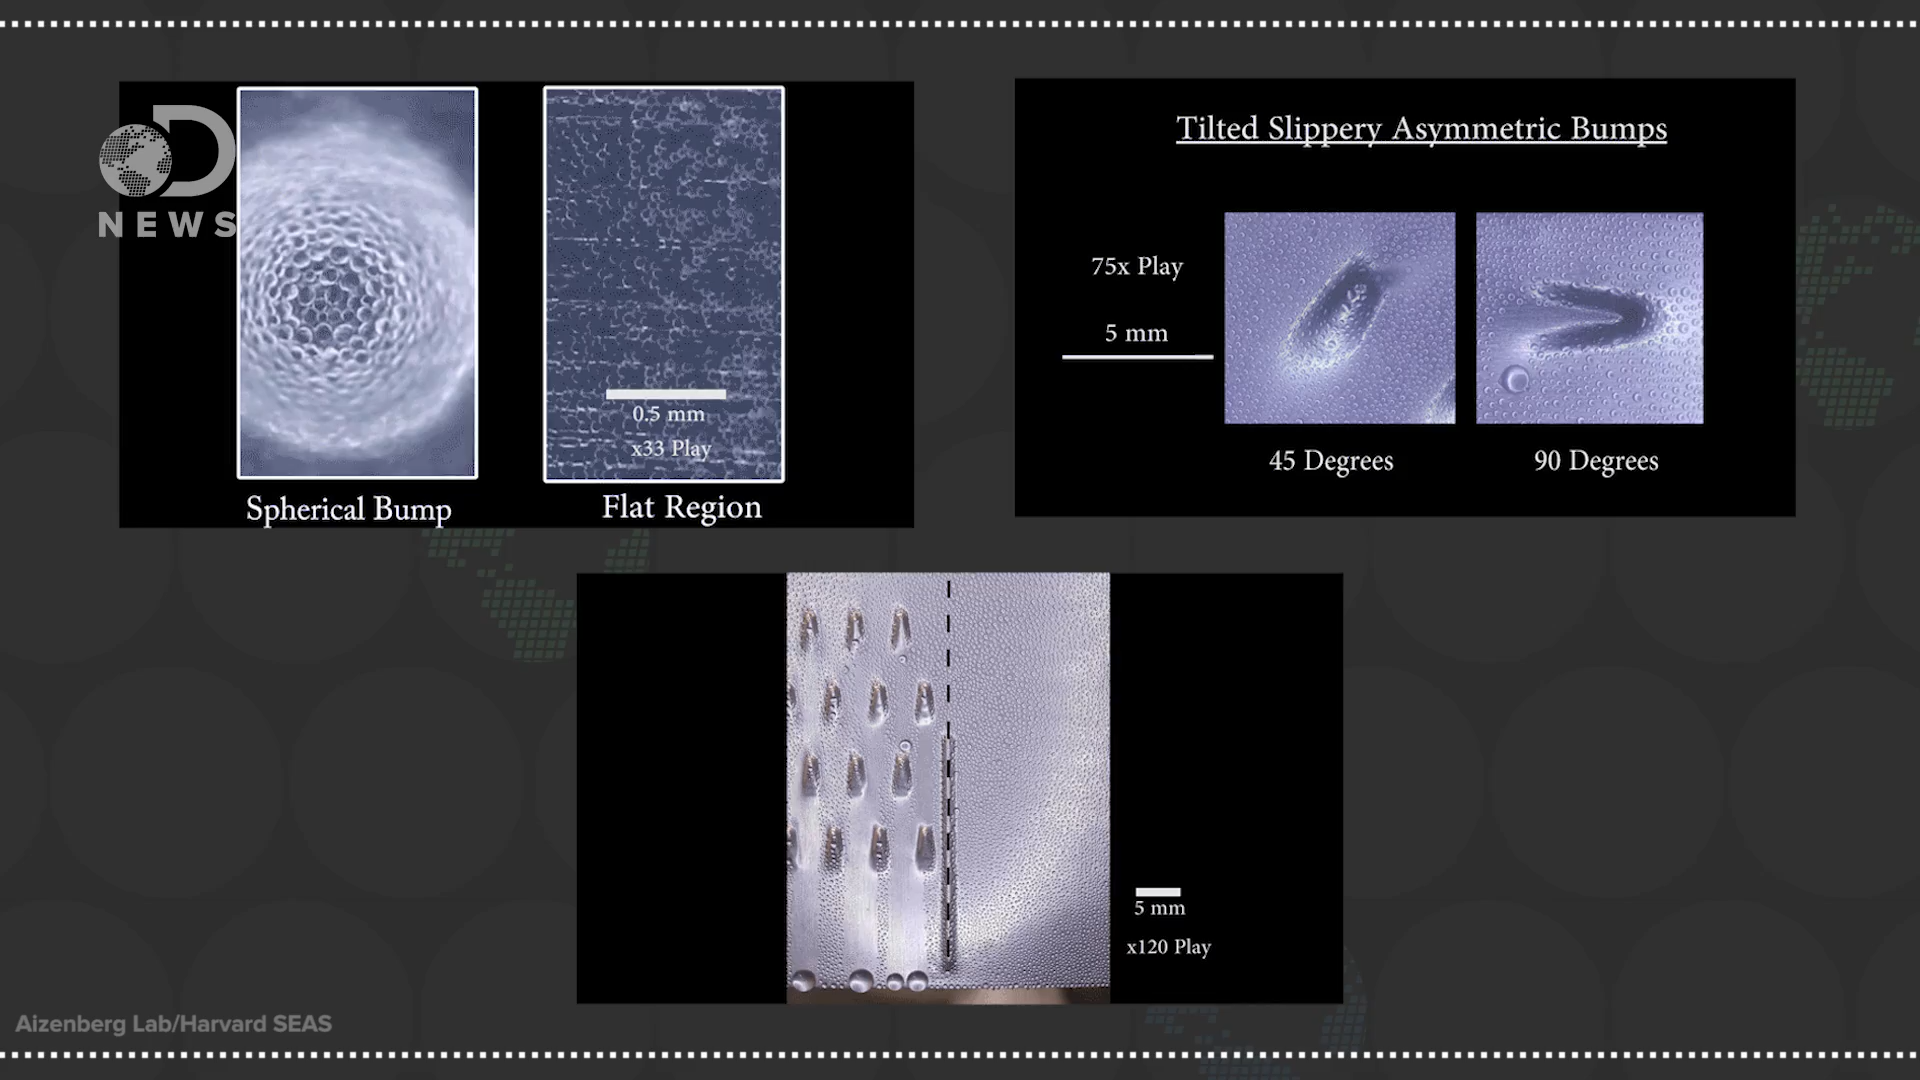 D
NEWS
0.5 mm
x33 Play
Spherical Bump
Flat Region
Tilted Slippery Asymmetric Bumps
75x Play
5 mm
45 Degrees
90 Degrees
5 mm
x120 Play
Aizenberg Lab/Harvard SEAS